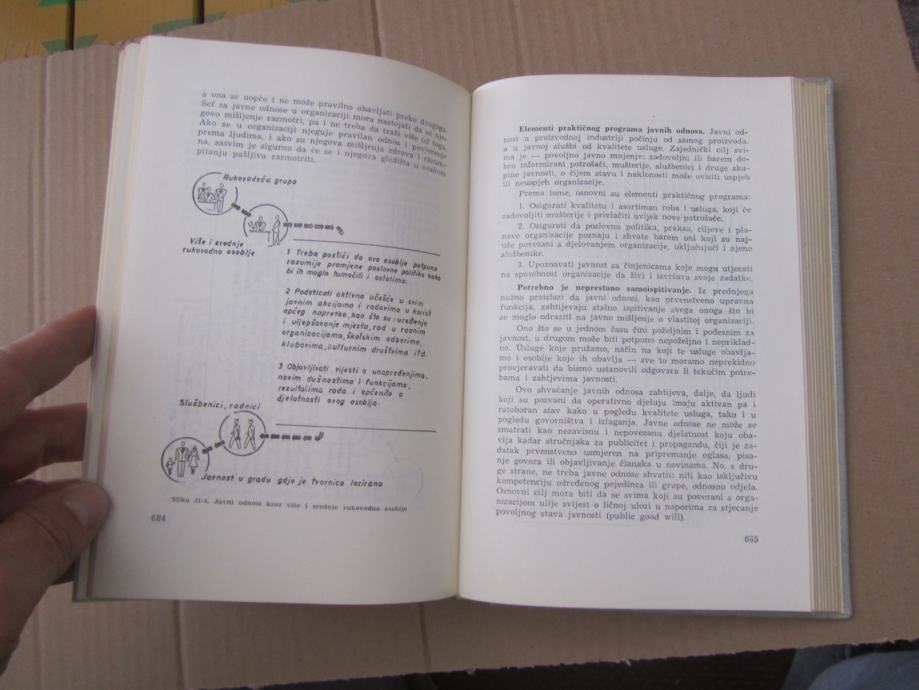 a ona se uopće i ne može pravilno obavljati preko drugoga.
Šef za javne odnose u organizaciji mora nastojati da se nje-
govo mišljenje razmotri, pa i ne treba da traži više od toga.
Ako se u organizaciji njeguje pravilan odnos i povjerenje
prema ljudima, i ako su njegova mišljenja zdrava i razum-
na, sasvim je sigurno da će se i njegova gledišta u svakom
pitanju pažljivo razmotriti.
Rukovodeća grupa
Više i srednje
rukovodno osoblje
1 Treba postići da ovo osoblje potpuno
razumije promjene poslovne politike kako
bi ih moglo tumačiti i ostalima.
2 Podsticati aktivno učešće u svim
javnim akcijama i radovima u korist
općeg napretka, kao što su: uređenje
i uljepšavanje mjesta, rad u raznim
organizacijama, školskim odborima,
klubovima, kulturnim društvima itd.
3 Objavljivati vijesti o unapređenjima,
novim dužnostima i funkcijama,
rezultatima rada i općenito o
djelatnosti ovog osoblja.
Službenici, radnici
Javnost u gradu gdje je tvornica locirana
Slika 21-4. Javni odnosi kroz više i srednje rukovodno osoblje
684
Elementi praktičnog programa javnih odnosa. Javni od-
nosi u proizvodnoj industriji počinju od samog proizvoda,
a u javnoj službi od kvalitete usluge. Zajednički cilj svi-
ma je — povoljno javno mnjenje: zadovoljni ili barem do-
bro informirani potrošači, mušterije, službenici i druge sku-
pine javnosti, o čijem stavu i naklonosti može ovisiti uspjeh
ili neuspjeh organizacije.
Prema tome, osnovni su elementi praktičnog programa:
1. Osigurati kvalitetu i asortiman roba i usluga, koji će
zadovoljiti mušterije i privlačiti uvijek nove potrošače.
2. Osigurati da poslovnu politiku, praksu, ciljeve i pla-
nove organizacije poznaju i shvate barem oni koji su naj-
uže povezani s djelovanjem organizacije, uključujući i njene
službenike.
3. Upoznavati javnost sa činjenicama koje mogu utjecati
na sposobnost organizacije da živi i izvršava svoje zadatke.
Potrebno je neprestano samoispitivanje. Iz prednjega
nužno proizlazi da javni odnosi, kao prvenstveno upravna
funkcija, zahtijevaju stalno ispitivanje svega onoga što bi
se moglo odraziti na javno mišljenje o vlastitoj organizaciji.
Ono što se u jednom času čini poželjnim i podesnim za
javnost, u drugom može biti potpuno nepoželjno i neprikla-
dno. Usluge koje pružamo, način na koji te usluge obavlja-
mo i osoblje koje ih obavlja — sve to moramo neprekidno
provjeravati da bismo ustanovili odgovara li tekućim potre-
bama i zahtjevima javnosti.
Ovo shvaćanje javnih odnosa zahtijeva, dalje, da ljudi
koji su pozvani da operativno djeluju imaju aktivan pa i
ratoboran stav kako u pogledu kvalitete usluga, tako i u
pogledu govorništva i izlaganja. Javne odnose ne može se
smatrati kao nezavisnu i nepovezanu djelatnost koju oba-
vlja kadar stručnjaka za publicitet i propagandu, čiji je za-
datak prvenstveno usmjeren na pripremanje oglasa, pisa-
nje govora ili objavljivanje članaka u novinama. No, s dru-
ge strane, ne treba javne odnose shvatiti niti kao isključivu
kompetenciju određenog pojedinca ili grupe, odnosno odjela.
Osnovni cilj mora biti da se svima koji su povezani s orga-
nizacijom ulije svijest o ličnoj ulozi u naporima za stjecanje
povoljnog stava javnosti (public good will).
685